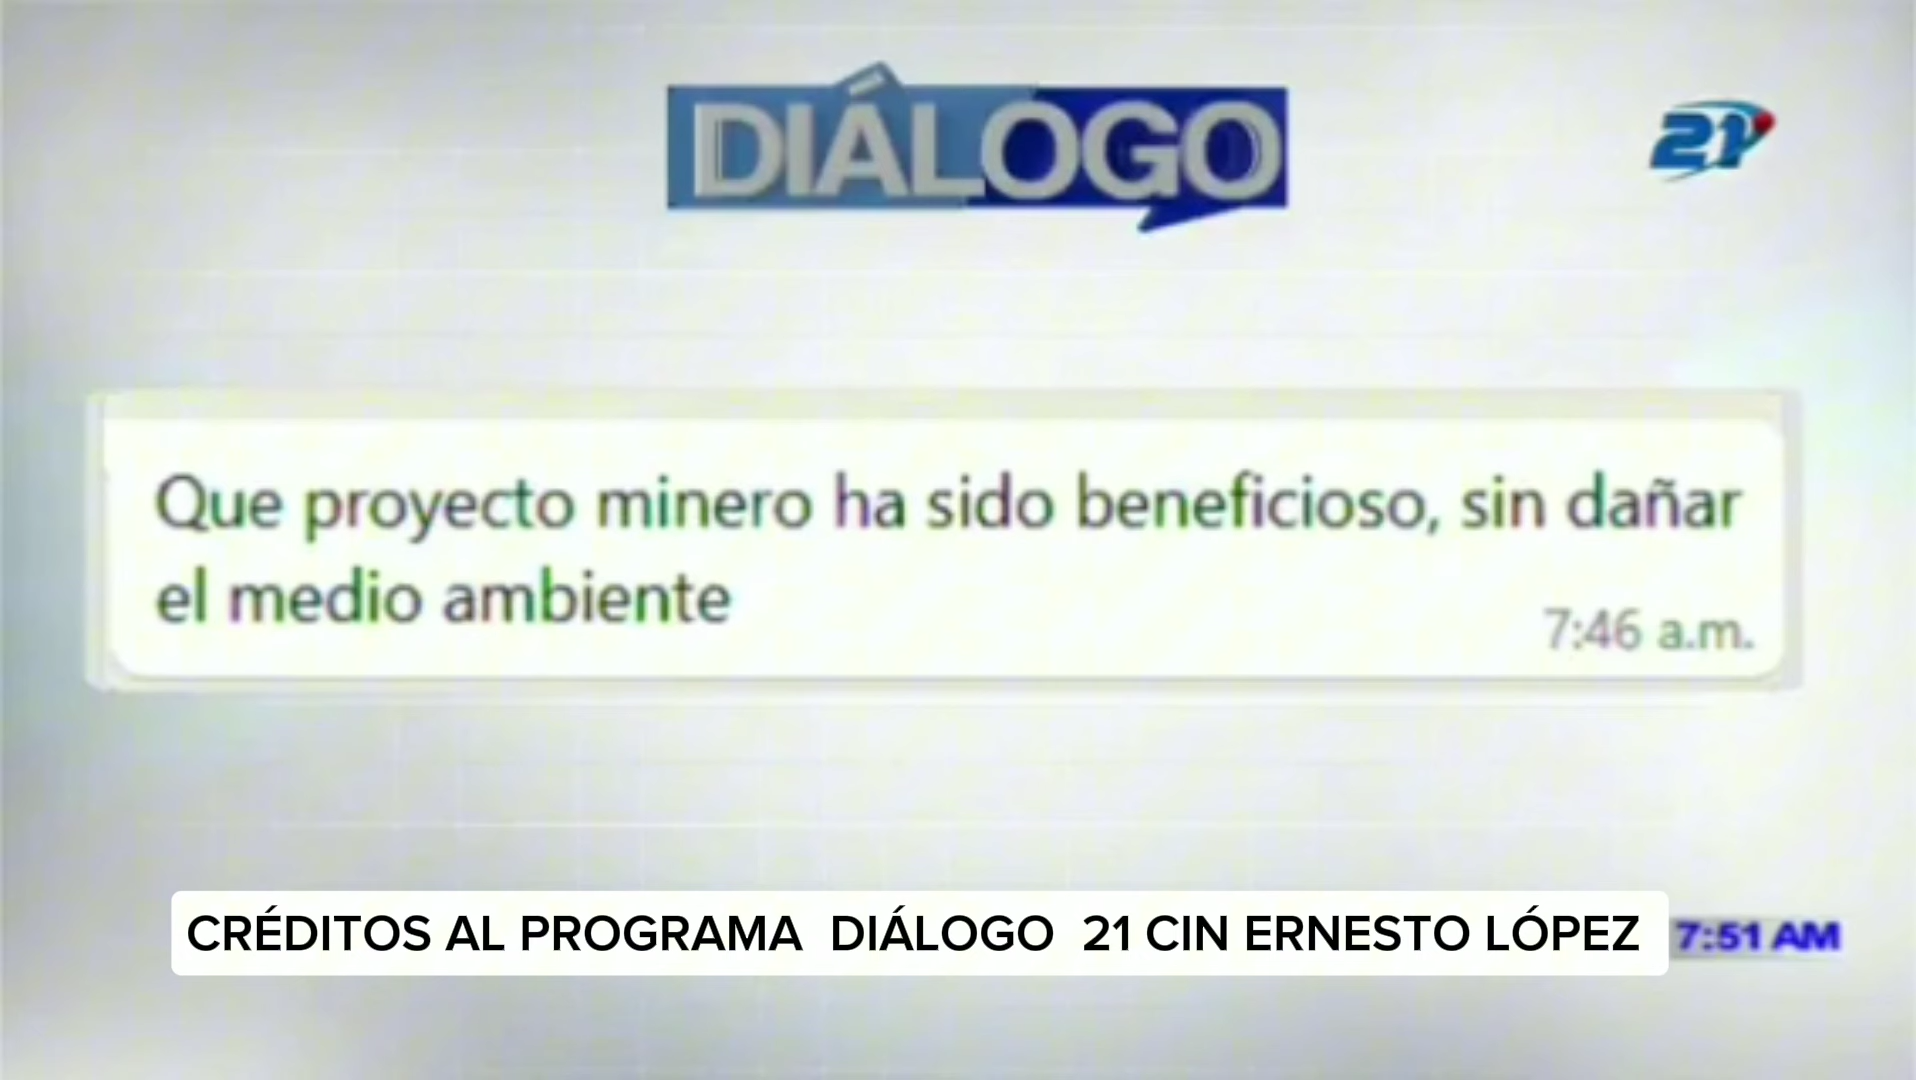 DIÁLOGO
21
Que proyecto minero ha sido beneficioso, sin dañar
el medio ambiente
7:46 a.m.
CRÉDITOS AL PROGRAMA DIÁLOGO 21 CIN ERNESTO LÓPEZ
7:51 AM